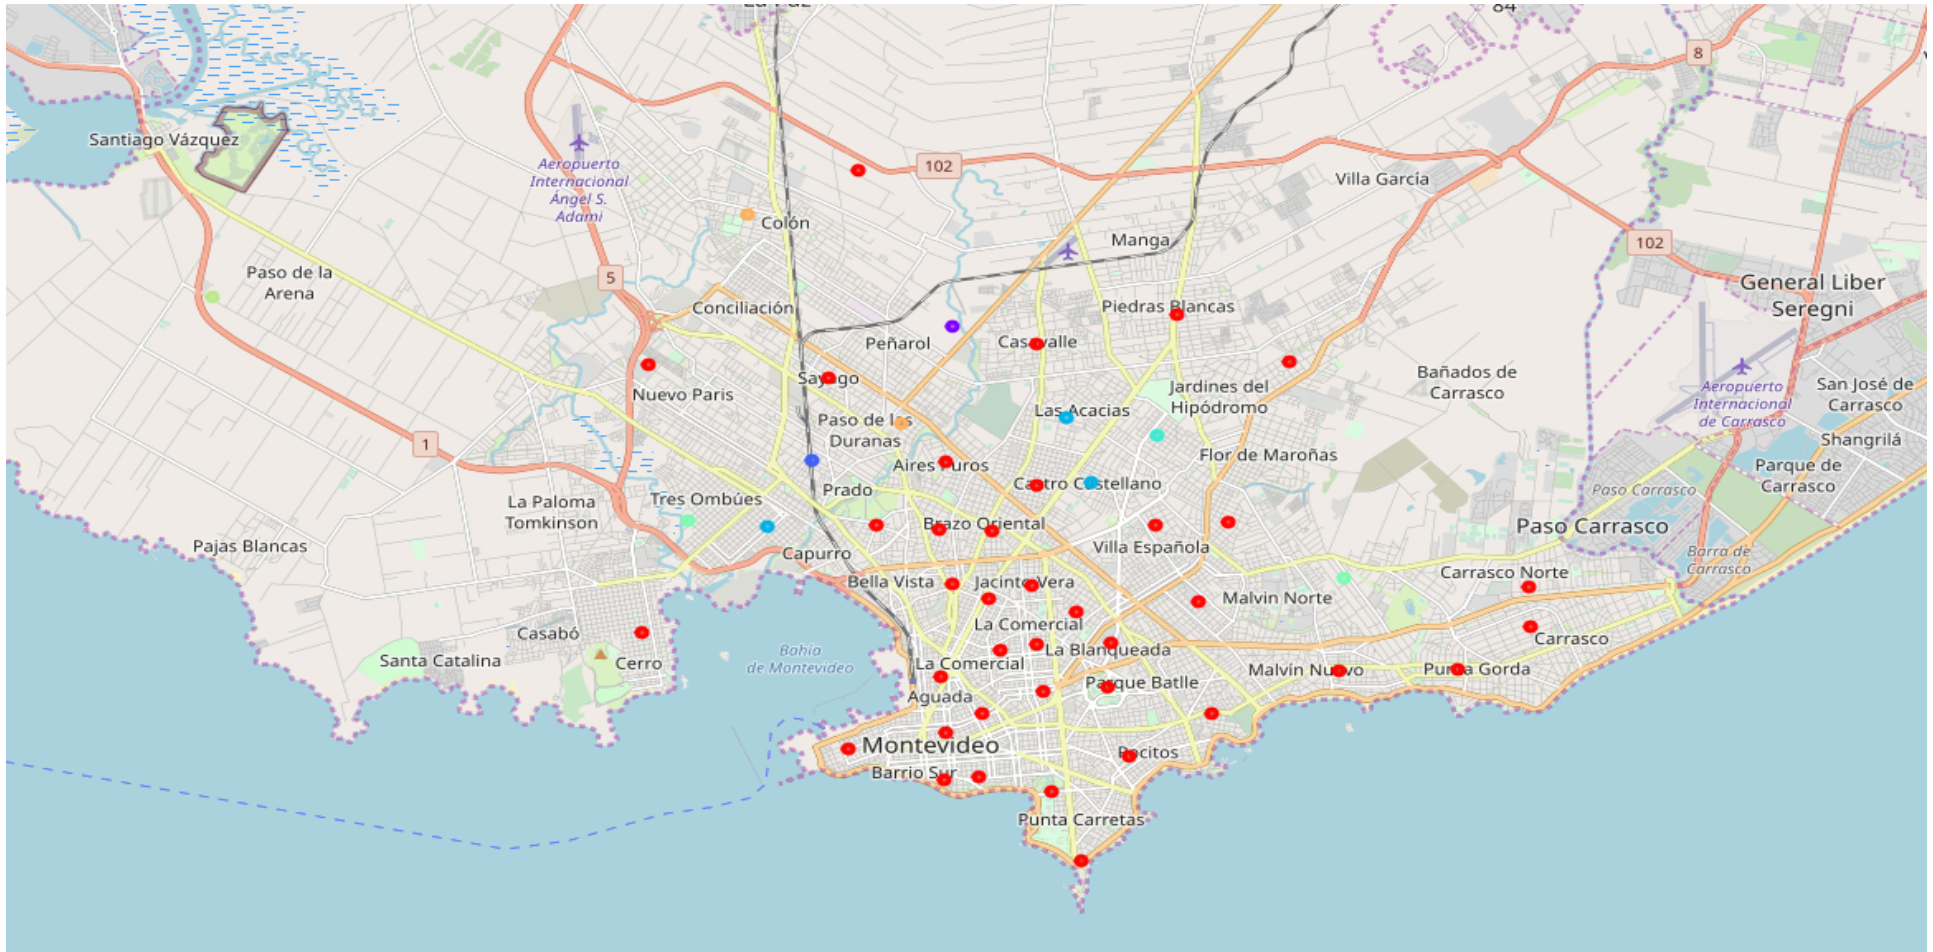 84
8
Santiago Vázquez
Aeropuerto
Internacional
Ángel S.
Adami
102
Villa García
Colón
Manga
102
Paso de la
Arena
5
Conciliación
Piedras Blancas
General Liber
Seregni
Peñarol
Casavalle
Sayago
Nuevo Paris
Jardines del
Hipódromo
Bañados de
Carrasco
Aeropuerto
Internacional
de Carrasco
San José de
Carrasco
Las Acacias
Paso de las
Duranas
1
Shangrilá
Aires Puros
Flor de Maroñas
Parque de
Carrasco
Castro Castellano
Prado
Paso Carrasco
La Paloma
Tomkinson
Tres Ombúes
Brazo Oriental
Paso Carrasco
Pajas Blancas
Capurro
Villa Española
Barra de
Carrasco
Bella Vista
Jacinto Vera
Carrasco Norte
Malvin Norte
La Comercial
Casabó
Carrasco
Santa Catalina
Cerro
Bahía
de Montevideo
La Comercial
La Blanqueada
Malvín Nuevo
Punta Gorda
Aguada
Parque Batlle
Montevideo
Pocitos
Barrio Sur
Punta Carretas